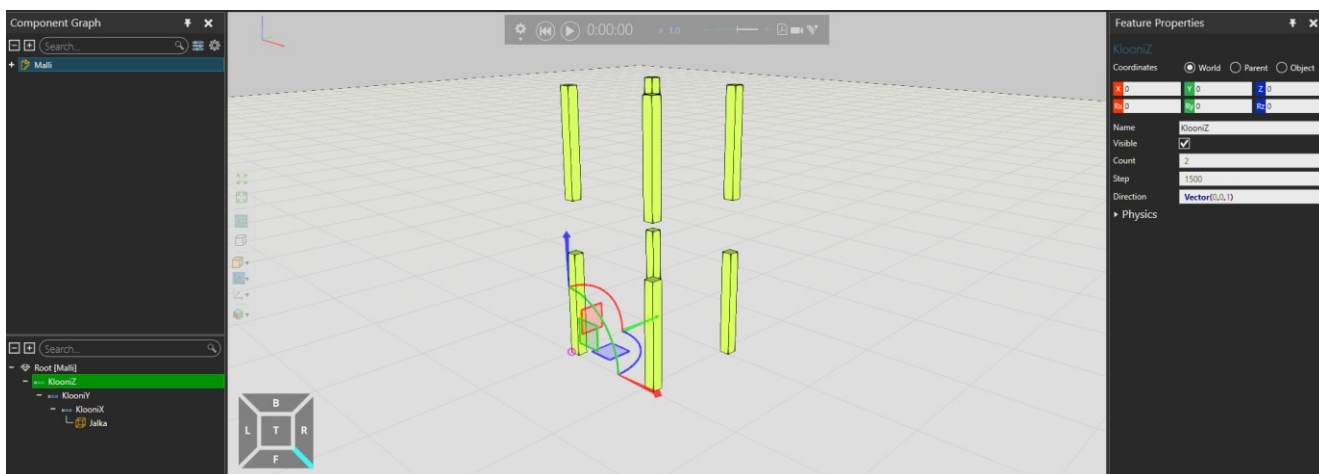 Component Graph
Search...
Malli
Search...
Root [Malli]
KlooniZ
KlooniY
KlooniX
Jalka
0:00:00
x 1.0
B
L T R
F
Feature Properties
KlooniZ
Coordinates World Parent Object
X 0 Y 0 Z 0
Rx 0 Ry 0 Rz 0
Name KlooniZ
Visible
Count 2
Step 1500
Direction Vector(0,0,1)
Physics